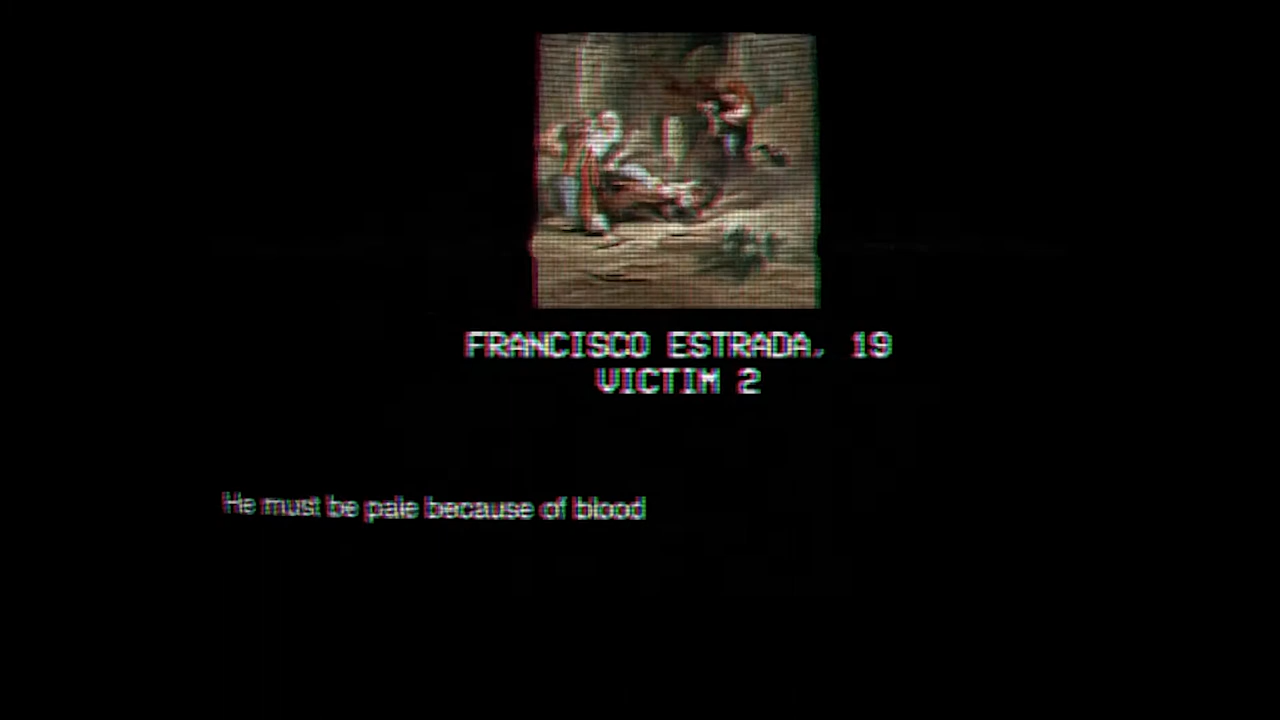 FRANCISCO ESTRADA, 19
VICTIM 2
He must be pale because of blood